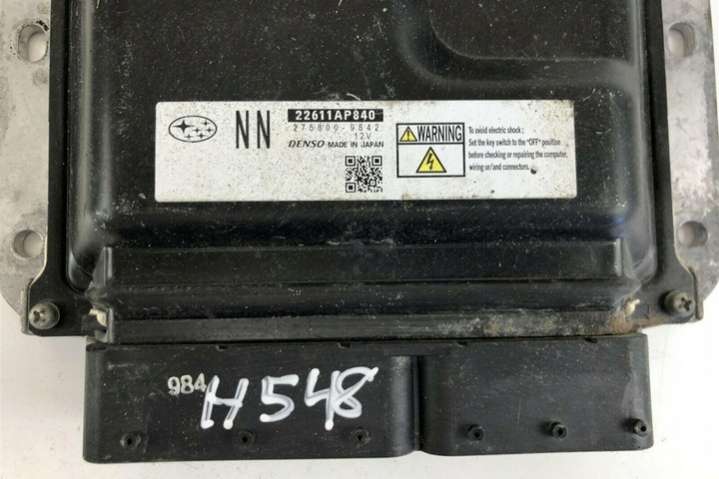 NN
22611AP840
275800-9842
12V
DENSO MADE IN JAPAN
WARNING
To avoid electric shock ;
Set the key switch to the "OFF" position
before checking or repairing the computer,
wiring or/and connectors.
984
H548